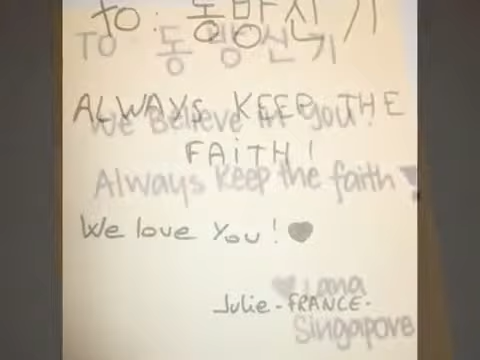 TO: 동방신기
TO 동방신기
ALWAYS KEEP THE
We Believe in you!
FAiTH!
Always keep the faith
We love You! ♥
♥ Lana
Julie - FRANCE -
Singapore